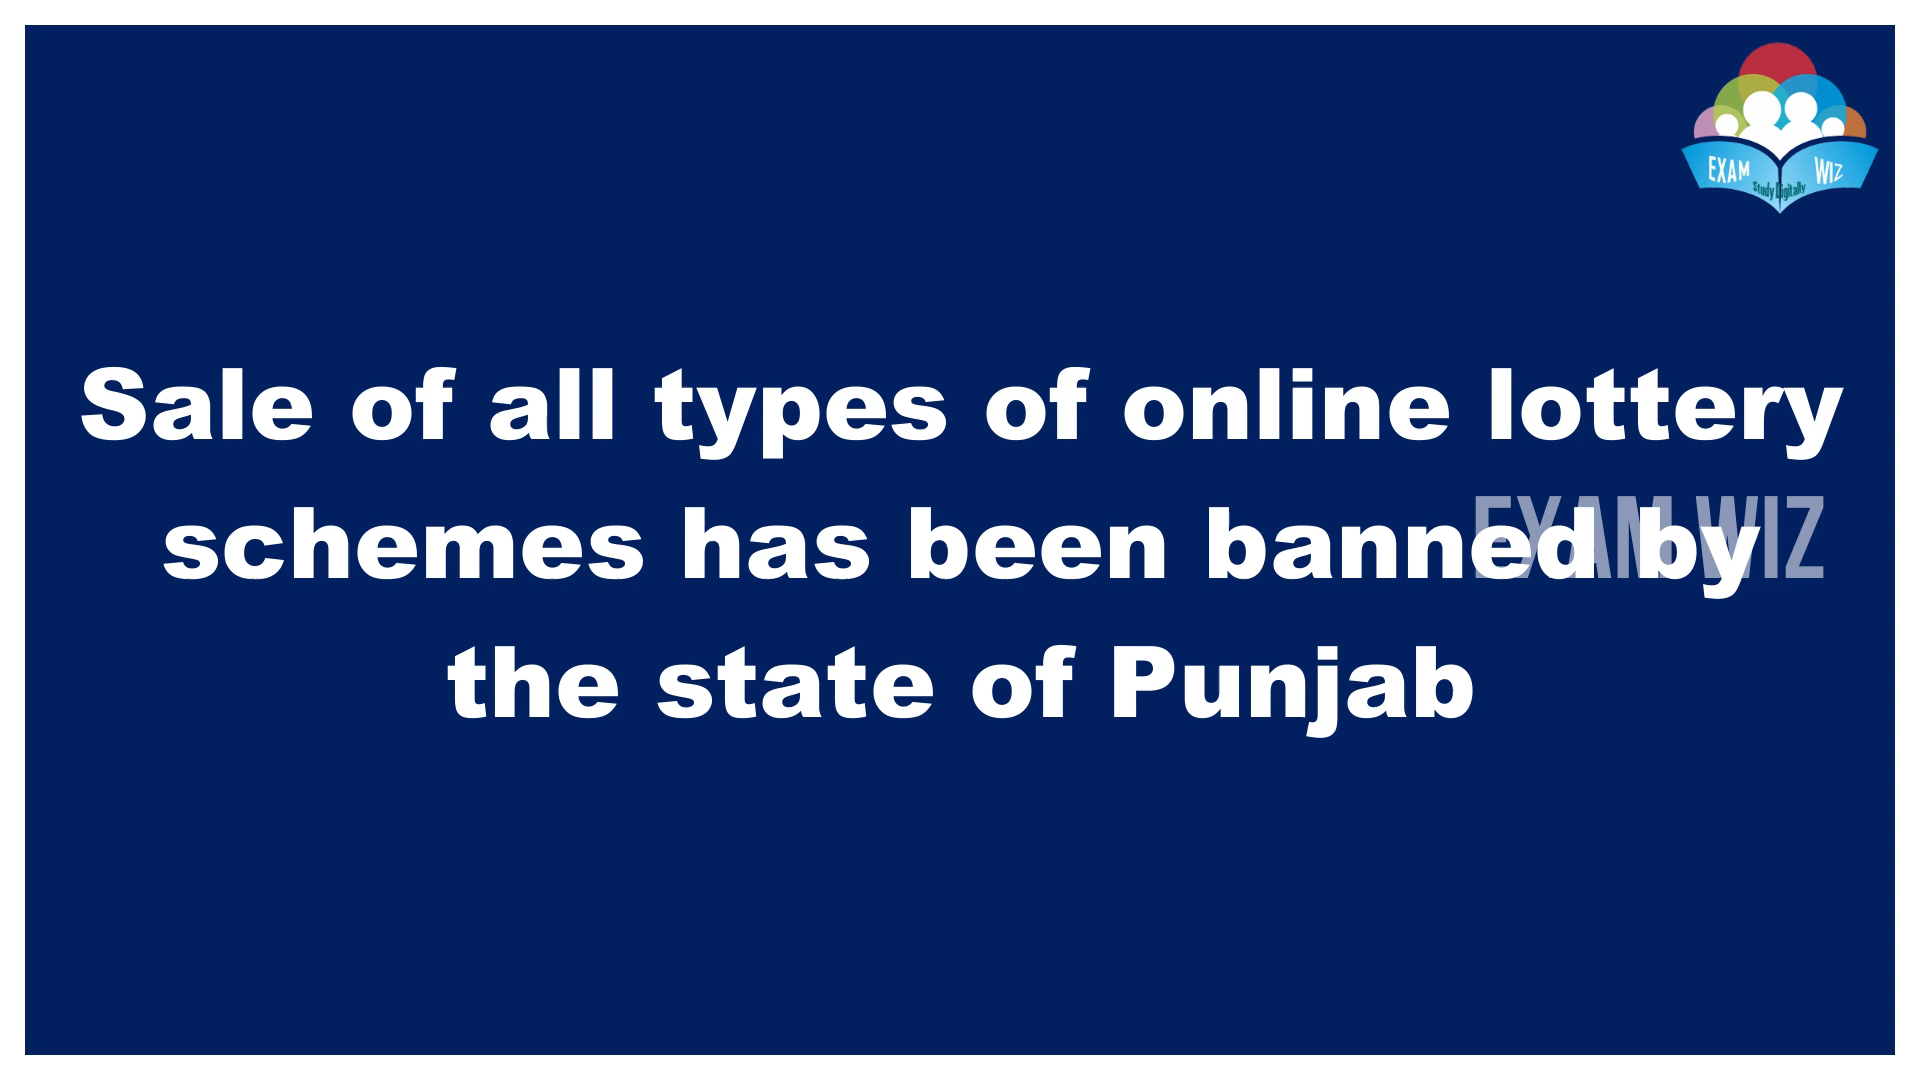 EXAM WIZ
Study Digitally
Sale of all types of online lottery
schemes has been banned by
EXAM WIZ
the state of Punjab